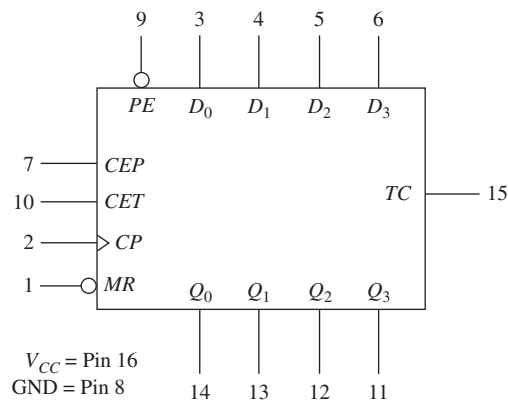 9 3 4 5 6
PE D₀ D₁ D₂ D₃
7 CEP
TC 15
10 CET
2 CP
1 MR
Q₀ Q₁ Q₂ Q₃
V_CC = Pin 16
GND = Pin 8
14 13 12 11